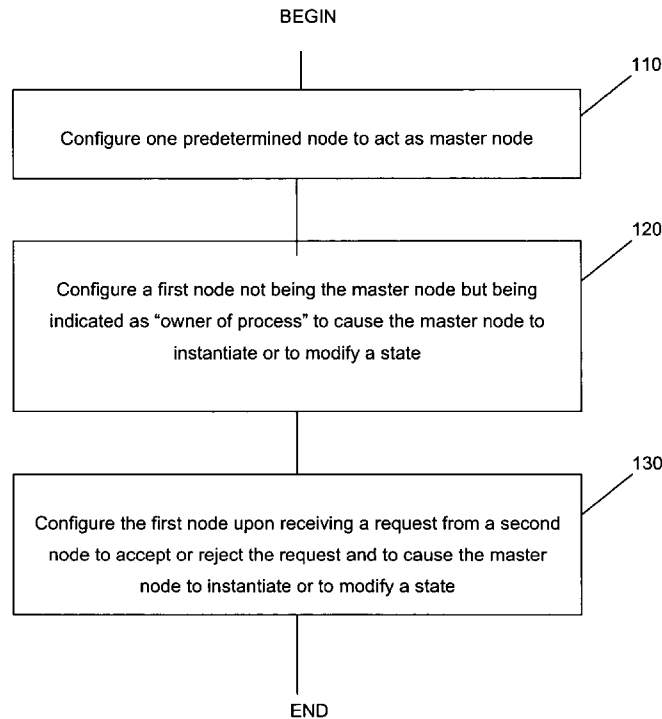 BEGIN
110
Configure one predetermined node to act as master node
120
Configure a first node not being the master node but being
indicated as “owner of process” to cause the master node to
instantiate or to modify a state
130
Configure the first node upon receiving a request from a second
node to accept or reject the request and to cause the master
node to instantiate or to modify a state
END